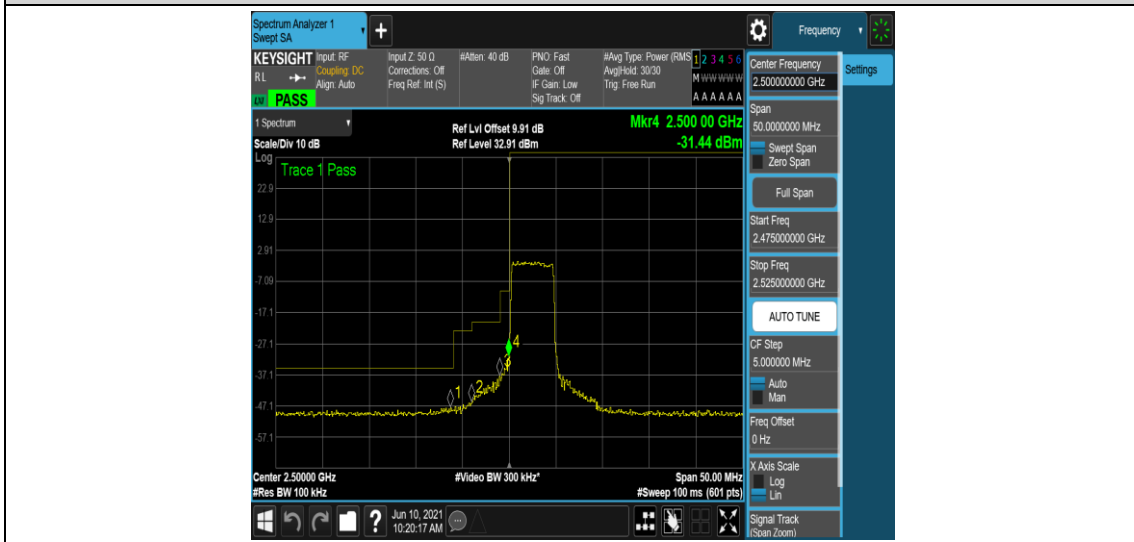 Spectrum Analyzer 1
Swept SA
Frequency
KEYSIGHT
R L
Input: RF
Coupling: DC
Align: Auto
Input Z: 50 Ω
Corrections: Off
Freq Ref: Int (S)
#Atten: 40 dB
PNO: Fast
Gate: Off
IF Gain: Low
Sig Track: Off
#Avg Type: Power (RMS
Avg|Hold: 30/30
Trig: Free Run
1 2 3 4 5 6
M W W W W W
A A A A A A
PASS
1 Spectrum
Scale/Div 10 dB
Ref Lvl Offset 9.91 dB
Ref Level 32.91 dBm
Mkr4 2.500 00 GHz
-31.44 dBm
Log
Trace 1 Pass
22.9
12.9
2.91
-7.09
-17.1
-27.1
-37.1
-47.1
-57.1
1
2
3
4
Center 2.50000 GHz
#Res BW 100 kHz
#Video BW 300 kHz*
Span 50.00 MHz
#Sweep 100 ms (601 pts)
Center Frequency
2.500000000 GHz
Settings
Span
50.0000000 MHz
Swept Span
Zero Span
Full Span
Start Freq
2.475000000 GHz
Stop Freq
2.525000000 GHz
AUTO TUNE
CF Step
5.000000 MHz
Auto
Man
Freq Offset
0 Hz
X Axis Scale
Log
Lin
Signal Track
(Span Zoom)
?
Jun 10, 2021
10:20:17 AM